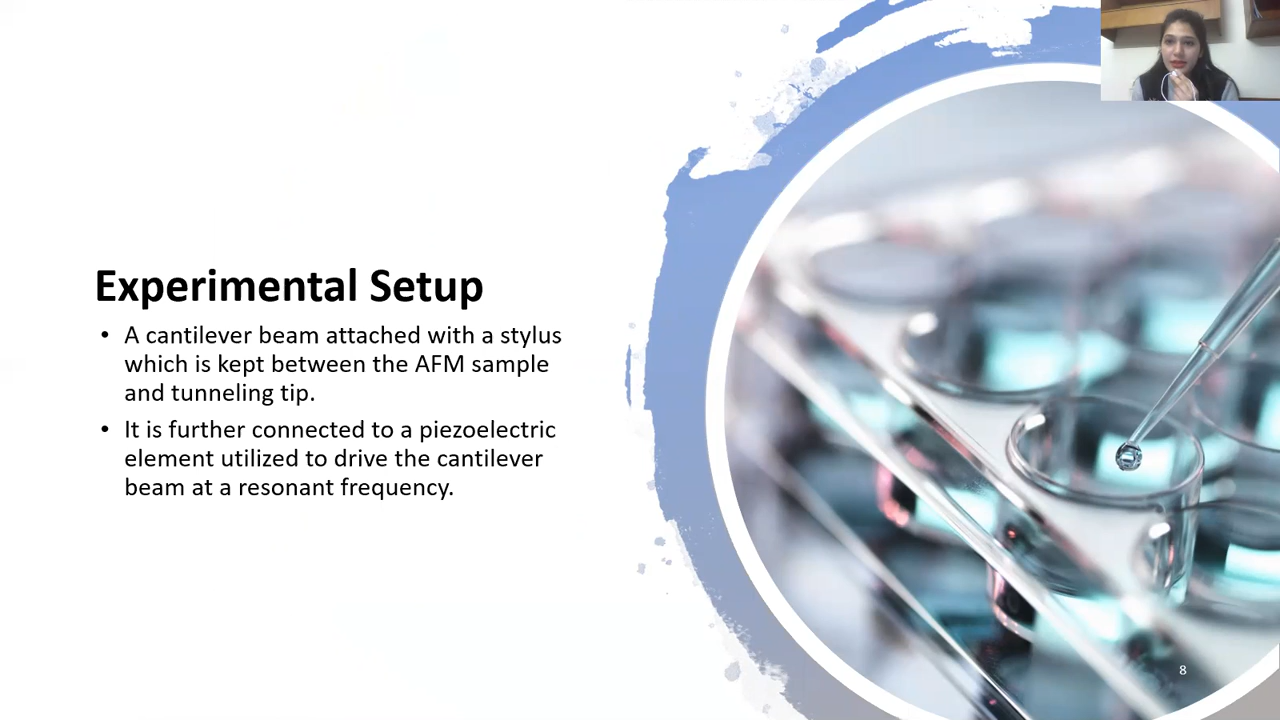 Experimental Setup
• A cantilever beam attached with a stylus
which is kept between the AFM sample
and tunneling tip.
• It is further connected to a piezoelectric
element utilized to drive the cantilever
beam at a resonant frequency.
8